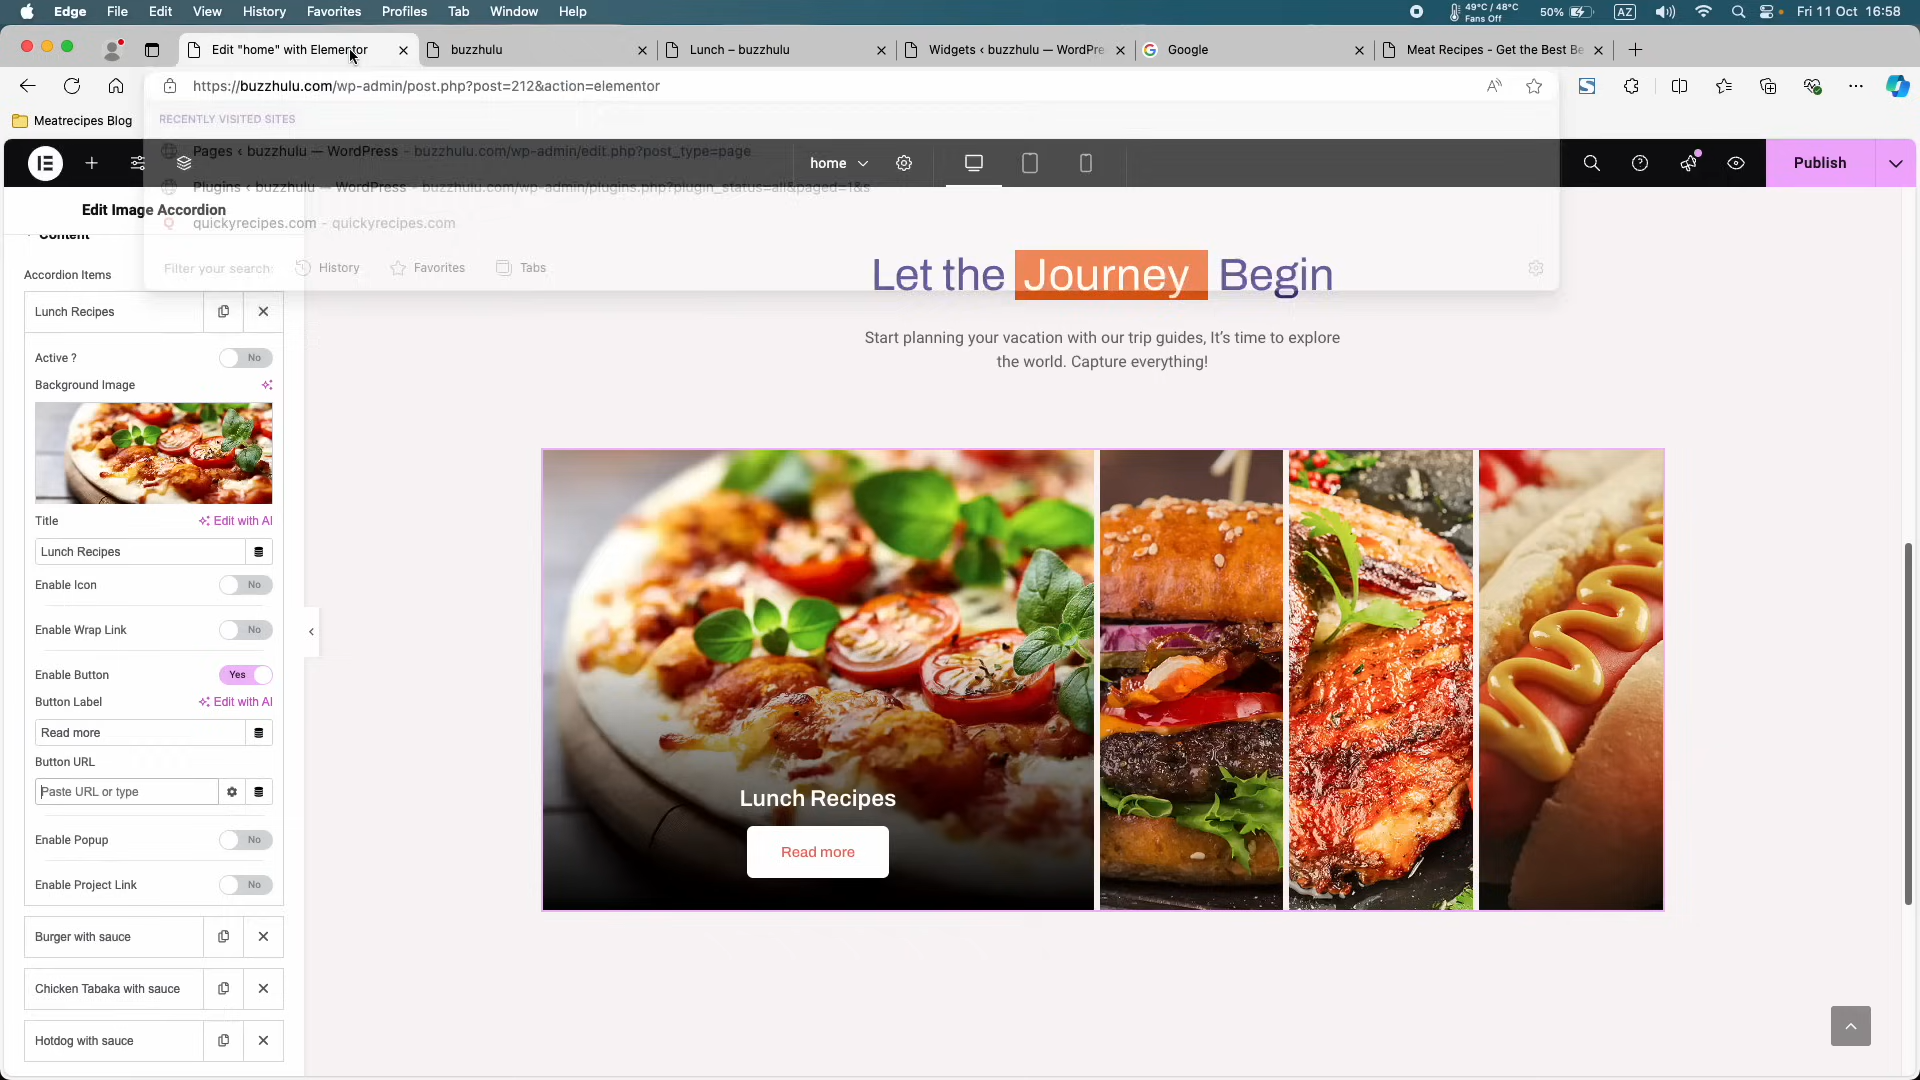 Edge File Edit View History Favorites Profiles Tab Window Help
49°C / 48°C
Fans Off
50%
AZ
Fri 11 Oct 16:58
Edit "home" with Elementor
buzzhulu
Lunch – buzzhulu
Widgets ‹ buzzhulu — WordPre
Google
Meat Recipes - Get the Best Be
https://buzzhulu.com/wp-admin/post.php?post=212&action=elementor
Meatrecipes Blog
RECENTLY VISITED SITES
Pages ‹ buzzhulu — WordPress - buzzhulu.com/wp-admin/edit.php?post_type=page
Plugins ‹ buzzhulu — WordPress - buzzhulu.com/wp-admin/plugins.php?plugin_status=all&paged=1&s
quickyrecipes.com - quickyrecipes.com
Filter your search:
History
Favorites
Tabs
home
Publish
Edit Image Accordion
Content
Accordion Items
Lunch Recipes
Active ?
No
Background Image
Title
Edit with AI
Lunch Recipes
Enable Icon
No
Enable Wrap Link
No
Enable Button
Yes
Button Label
Edit with AI
Read more
Button URL
Paste URL or type
Enable Popup
No
Enable Project Link
No
Burger with sauce
Chicken Tabaka with sauce
Hotdog with sauce
Let the Journey Begin
Start planning your vacation with our trip guides, It's time to explore
the world. Capture everything!
Lunch Recipes
Read more